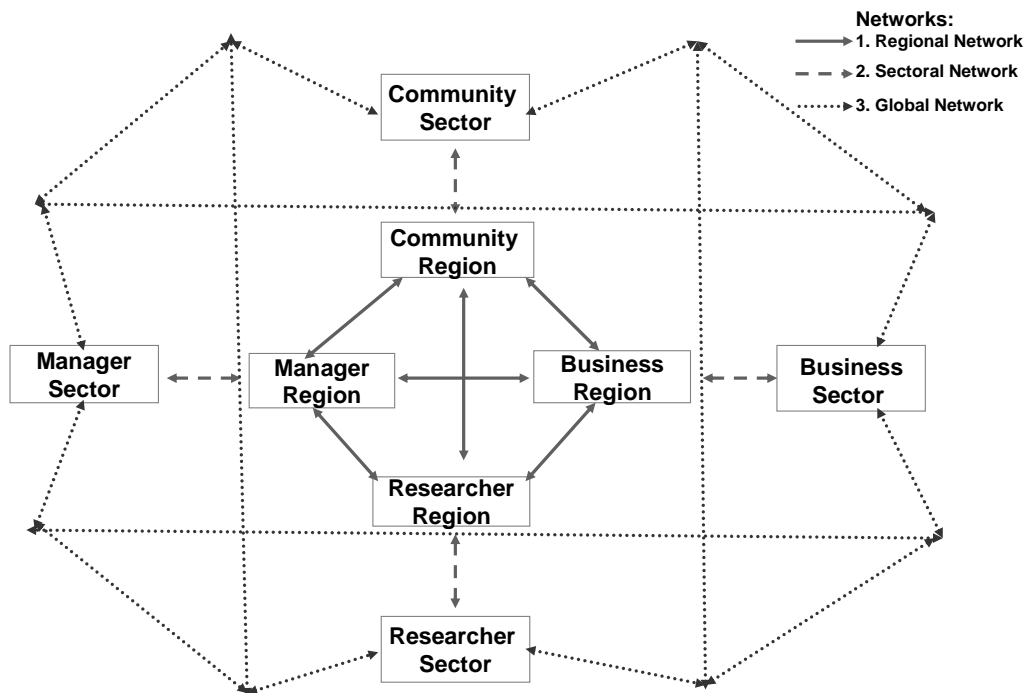 Networks:
1. Regional Network
2. Sectoral Network
3. Global Network
Community
Sector
Community
Region
Manager
Sector
Manager
Region
Business
Region
Business
Sector
Researcher
Region
Researcher
Sector